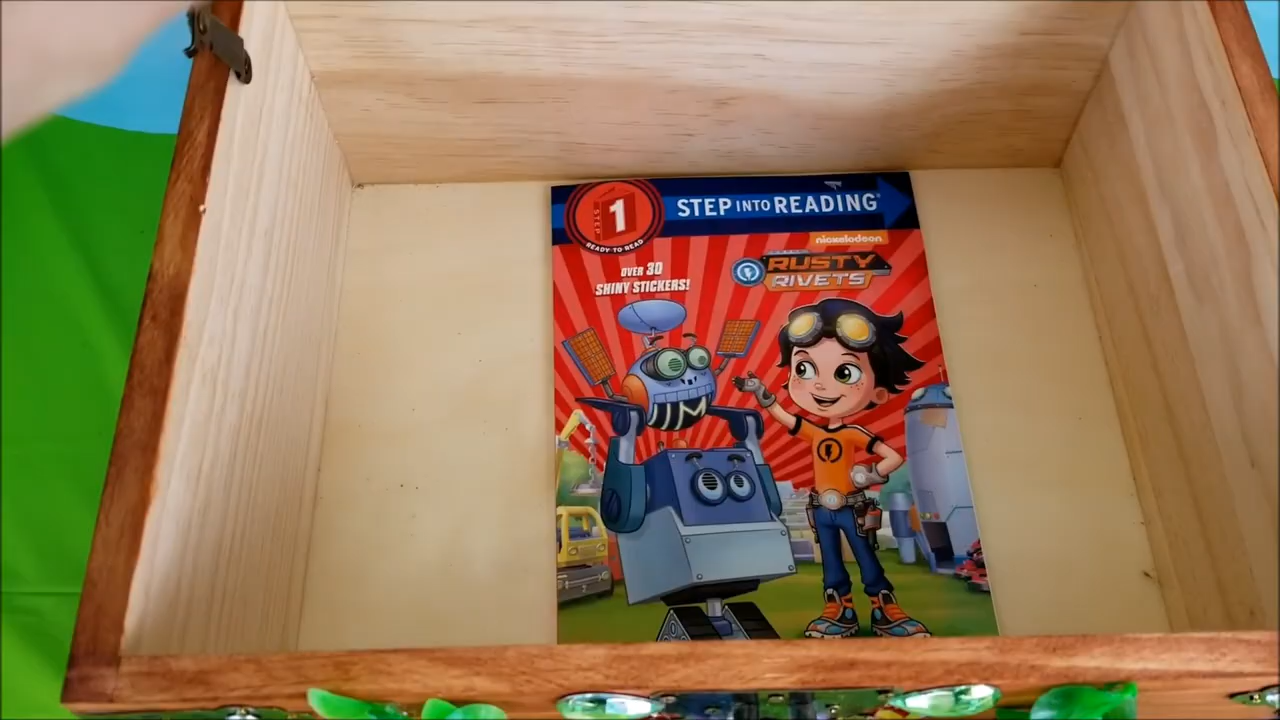 STEP 1
READY-TO-READ
STEP INTO READING®
nickelodeon
RUSTY
RIVETS
OVER 30
SHINY STICKERS!